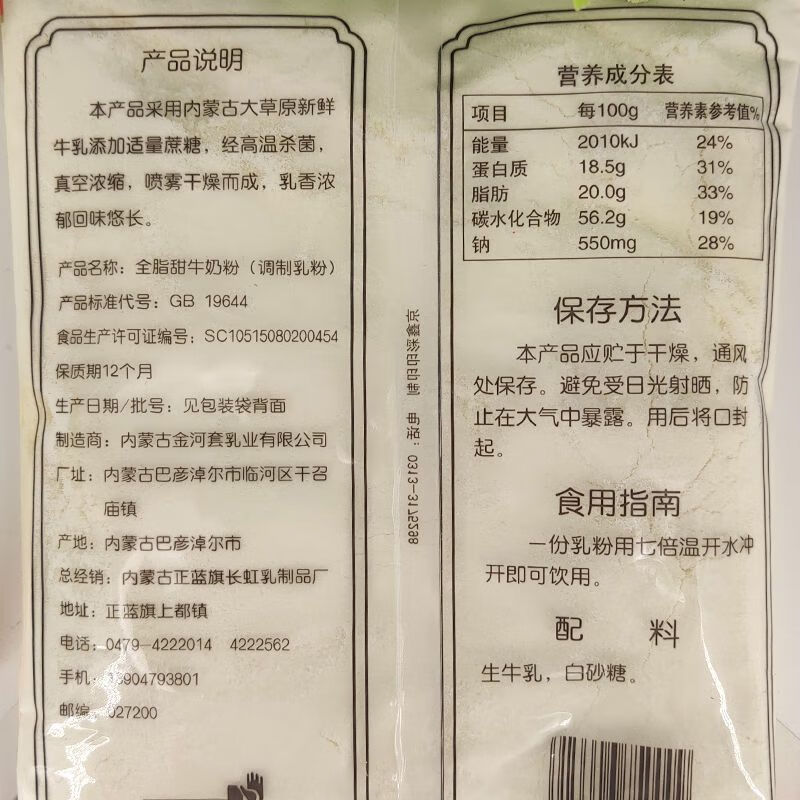 产品说明
本产品采用内蒙古大草原新鲜
牛乳添加适量蔗糖，经高温杀菌，
真空浓缩，喷雾干燥而成，乳香浓
郁回味悠长。
产品名称：全脂甜牛奶粉（调制乳粉）
产品标准代号：GB 19644
食品生产许可证编号：SC10515080200454
保质期12个月
生产日期/批号：见包装袋背面
制造商：内蒙古金河套乳业有限公司
厂址：内蒙古巴彦淖尔市临河区干召
庙镇
产地：内蒙古巴彦淖尔市
总经销：内蒙古正蓝旗长虹乳制品厂
地址：正蓝旗上都镇
电话：0479-4222014 4222562
手机：13904793801
邮编：027200
电话：0313-3175298
营养成分表
项目 每100g 营养素参考值%
能量 2010kJ 24%
蛋白质 18.5g 31%
脂肪 20.0g 33%
碳水化合物 56.2g 19%
钠 550mg 28%
保存方法
本产品应贮于干燥，通风
处保存。避免受日光射晒，防
止在大气中暴露。用后将口封
起。
食用指南
一份乳粉用七倍温开水冲
开即可饮用。
配 料
生牛乳，白砂糖。